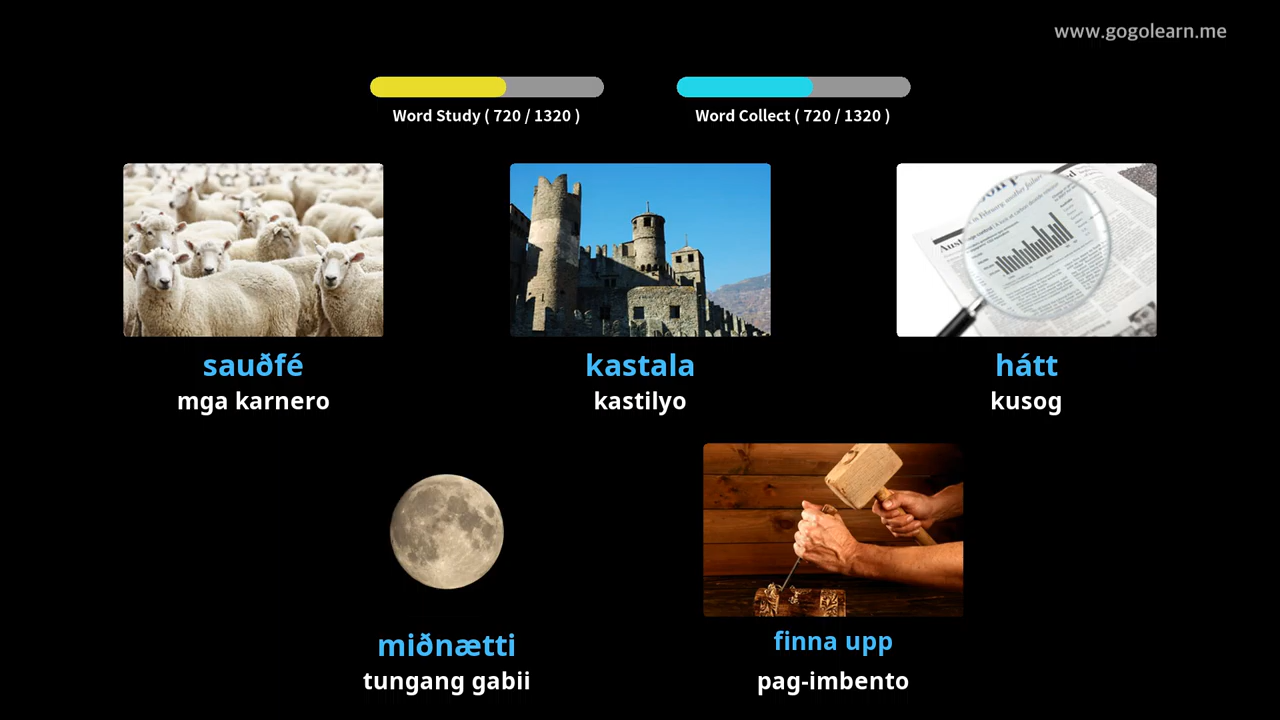 www.gogolearn.me
Word Study ( 720 / 1320 )
Word Collect ( 720 / 1320 )
sauðfé
mga karnero
kastala
kastilyo
hátt
kusog
miðnætti
tungang gabii
finna upp
pag-imbento